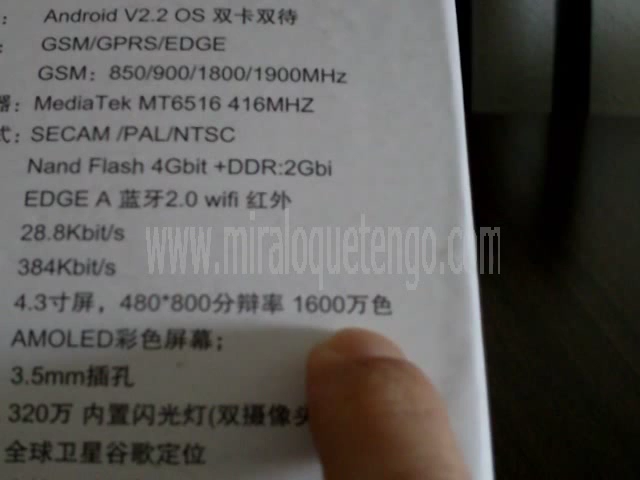 : Android V2.2 OS 双卡双待
: GSM/GPRS/EDGE
GSM: 850/900/1800/1900MHz
器: MediaTek MT6516 416MHZ
式: SECAM /PAL/NTSC
Nand Flash 4Gbit +DDR:2Gbi
EDGE A 蓝牙2.0 wifi 红外
28.8Kbit/s
www.miraloquetengo.com
384Kbit/s
4.3寸屏，480*800分辩率 1600万色
AMOLED彩色屏幕；
3.5mm插孔
320万 内置闪光灯(双摄像头
全球卫星谷歌定位